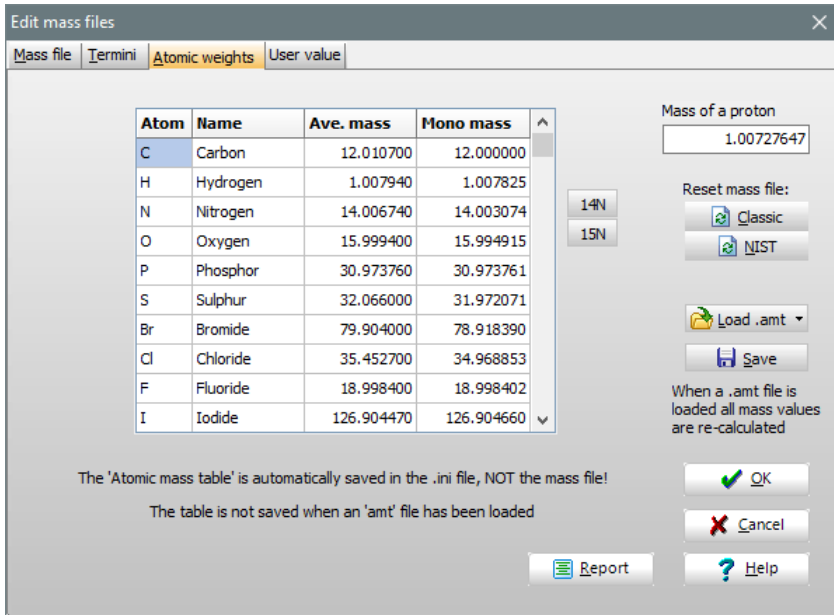 Edit mass files
Mass file Termini Atomic weights User value
Atom Name Ave. mass Mono mass
C Carbon 12.010700 12.000000
H Hydrogen 1.007940 1.007825
N Nitrogen 14.006740 14.003074
O Oxygen 15.999400 15.994915
P Phosphor 30.973760 30.973761
S Sulphur 32.066000 31.972071
Br Bromide 79.904000 78.918390
Cl Chloride 35.452700 34.968853
F Fluoride 18.998400 18.998402
I Iodide 126.904470 126.904660
14N
15N
Mass of a proton
1.00727647
Reset mass file:
Classic
NIST
Load .amt
Save
When a .amt file is
loaded all mass values
are re-calculated
The 'Atomic mass table' is automatically saved in the .ini file, NOT the mass file!
The table is not saved when an 'amt' file has been loaded
OK
Cancel
Report
Help